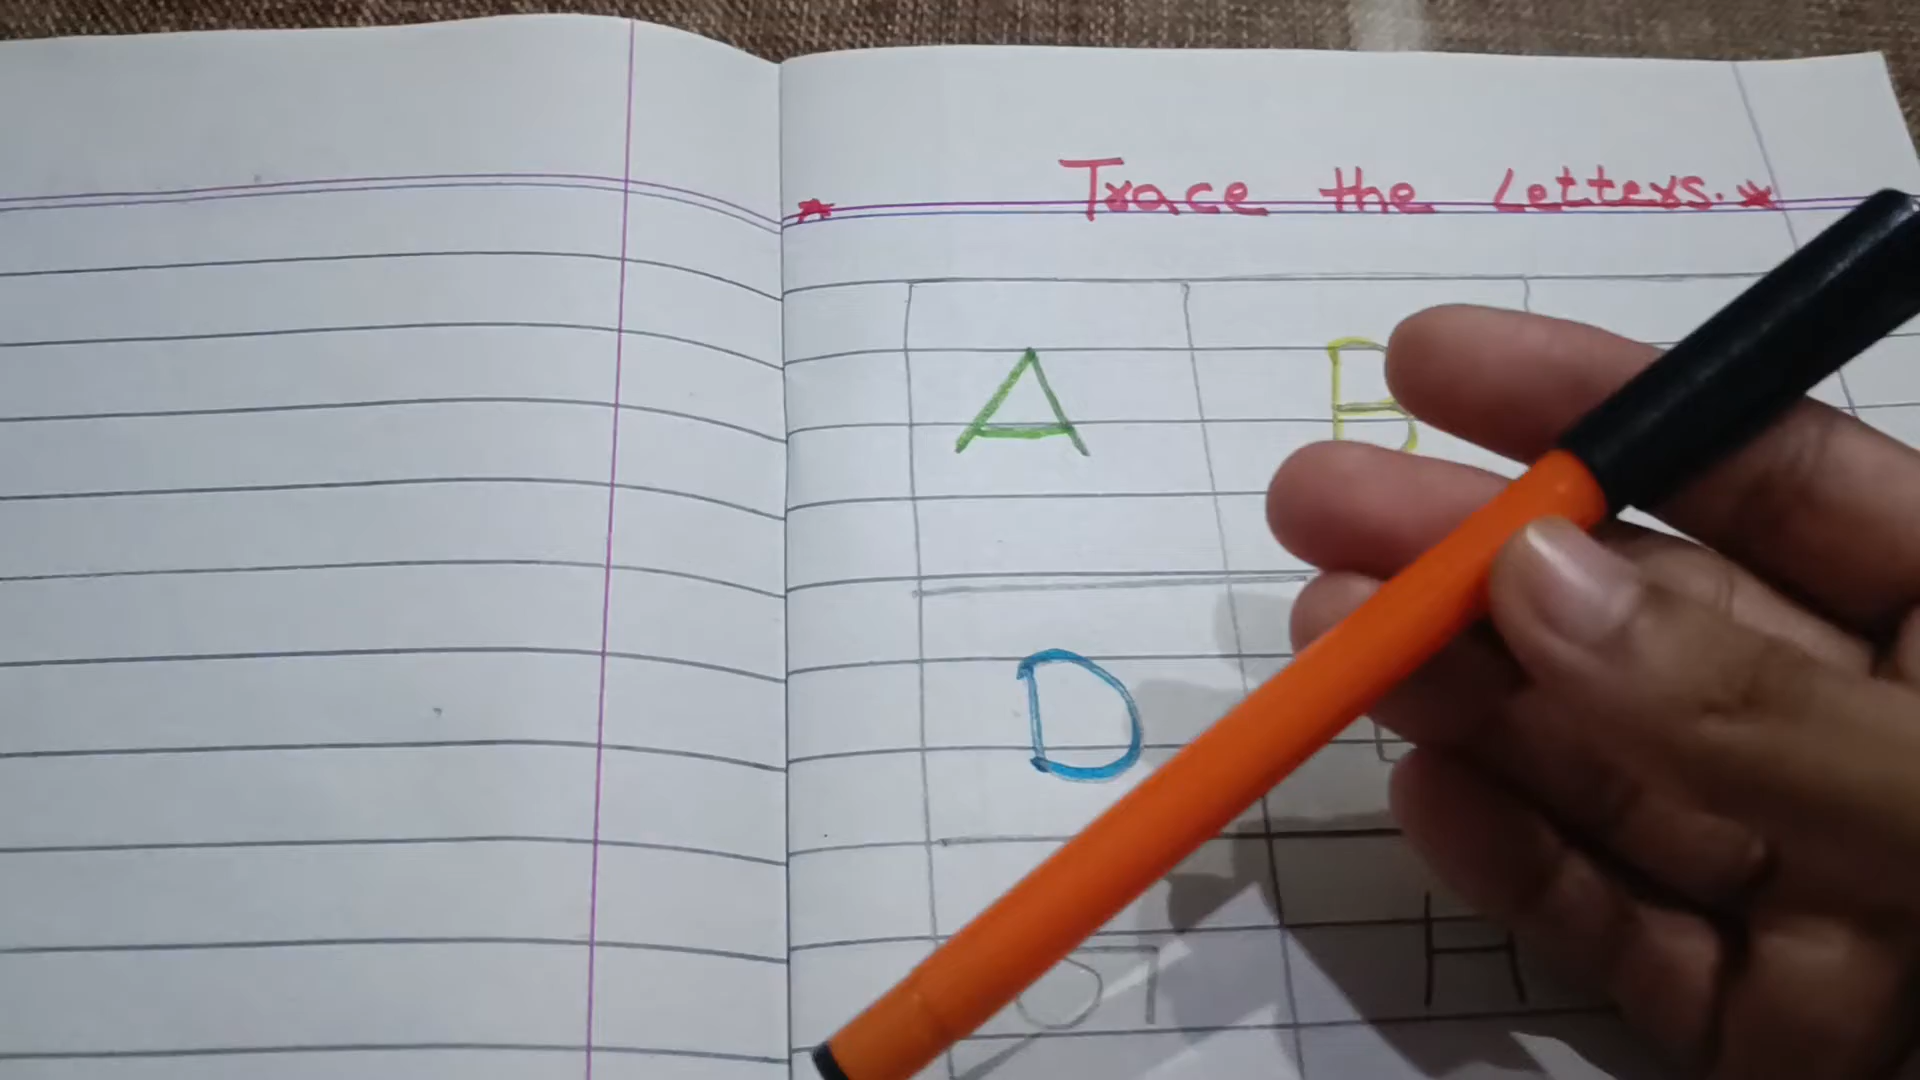 Trace the Letters.
A B
D
H